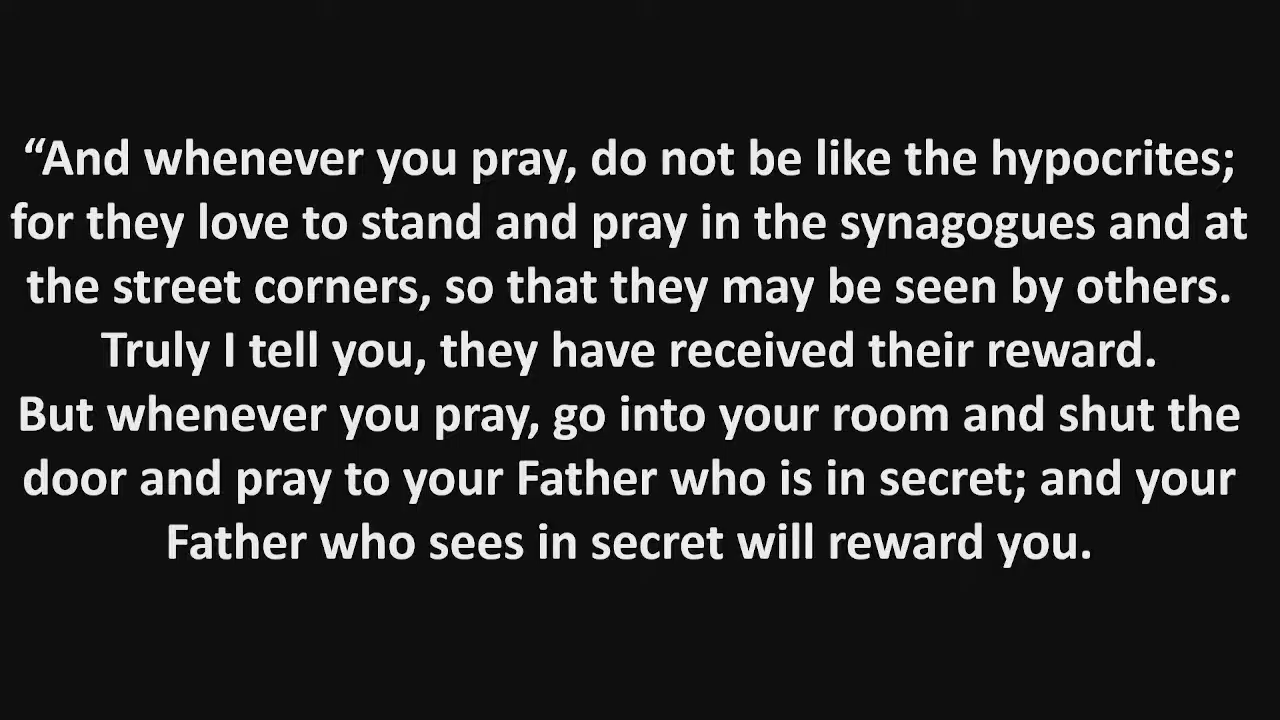 “And whenever you pray, do not be like the hypocrites;
for they love to stand and pray in the synagogues and at
the street corners, so that they may be seen by others.
Truly I tell you, they have received their reward.
But whenever you pray, go into your room and shut the
door and pray to your Father who is in secret; and your
Father who sees in secret will reward you.